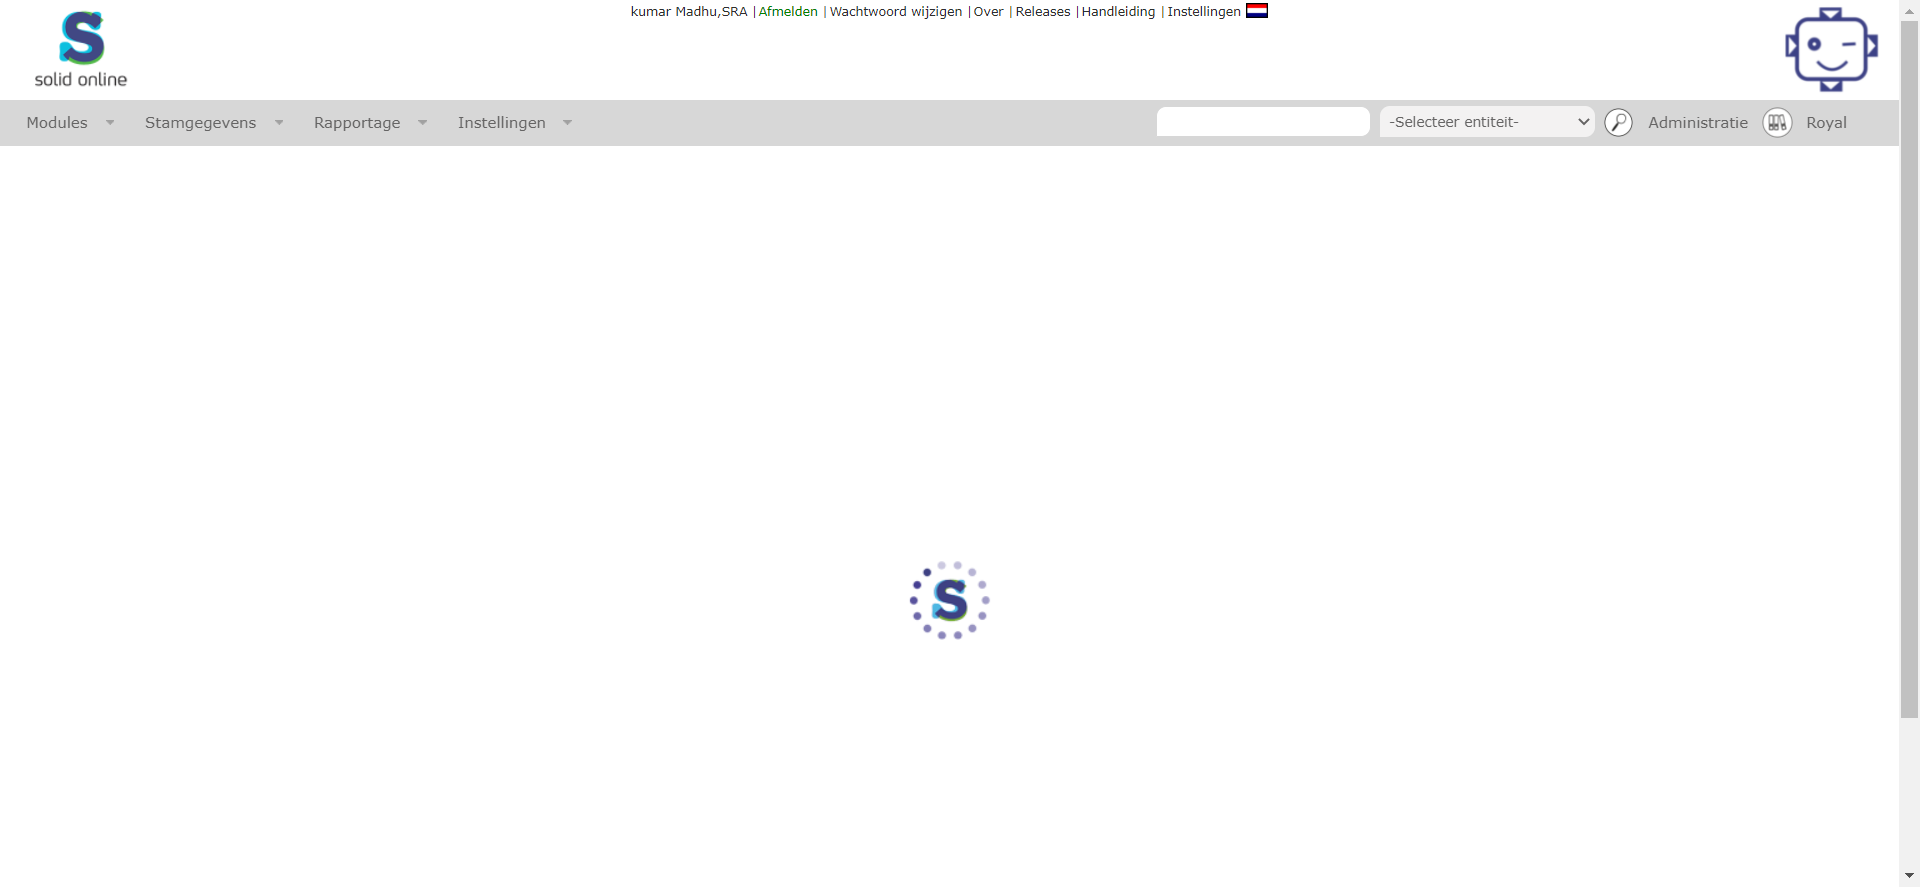 kumar Madhu,SRA |Afmelden |Wachtwoord wijzigen |Over |Releases |Handleiding |Instellingen
solid online
Modules Stamgegevens Rapportage Instellingen -Selecteer entiteit- Administratie Royal